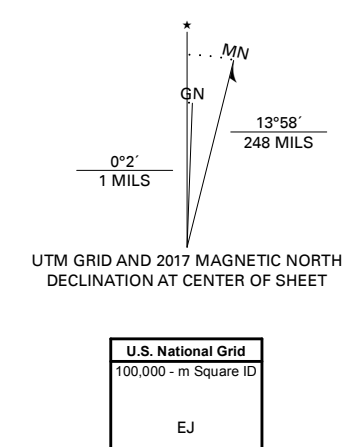 ★
MN
GN
13°58´
248 MILS
0°2´
1 MILS
UTM GRID AND 2017 MAGNETIC NORTH
DECLINATION AT CENTER OF SHEET
U.S. National Grid
100,000 - m Square ID
EJ